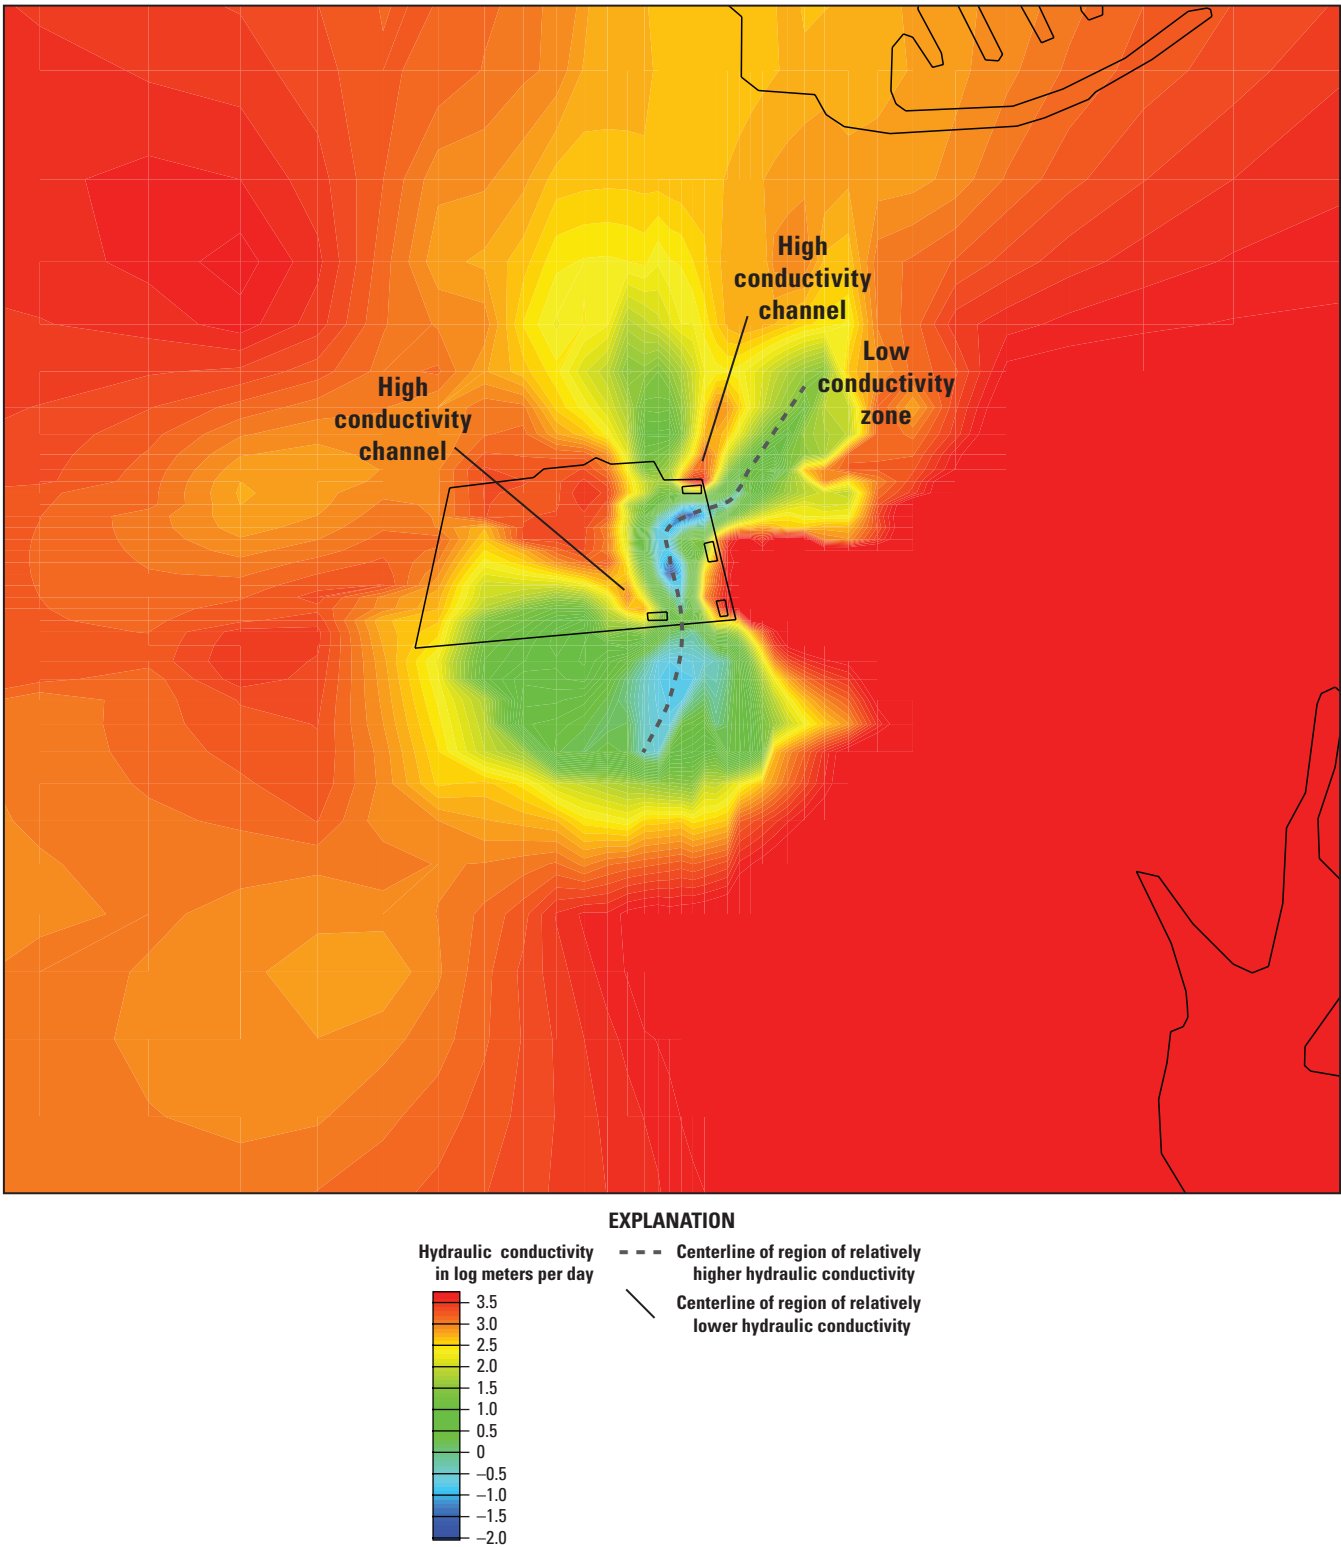 High
conductivity
channel
Low
conductivity
zone
High
conductivity
channel
EXPLANATION
Hydraulic conductivity
in log meters per day
3.5
3.0
2.5
2.0
1.5
1.0
0.5
0
−0.5
−1.0
−1.5
−2.0
Centerline of region of relatively
higher hydraulic conductivity
Centerline of region of relatively
lower hydraulic conductivity